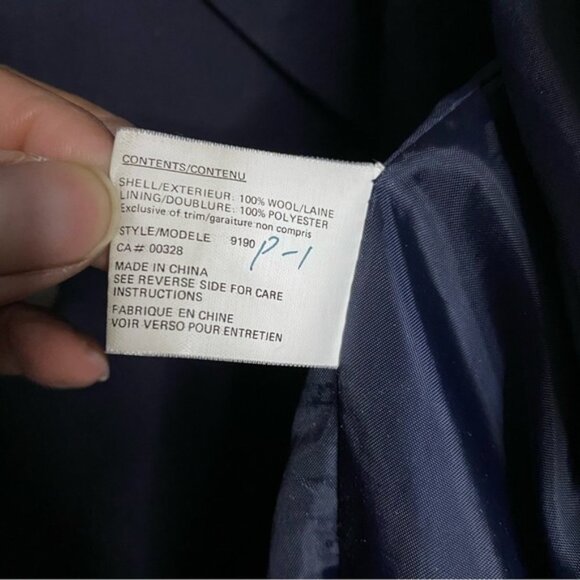 CONTENTS/CONTENU
SHELL/EXTERIEUR: 100% WOOL/LAINE
LINING/DOUBLURE: 100% POLYESTER
Exclusive of trim/garaiture non compris
STYLE/MODELE 9190 P-1
CA# 00328
MADE IN CHINA
SEE REVERSE SIDE FOR CARE
INSTRUCTIONS
FABRIQUE EN CHINE
VOIR VERSO POUR ENTRETIEN